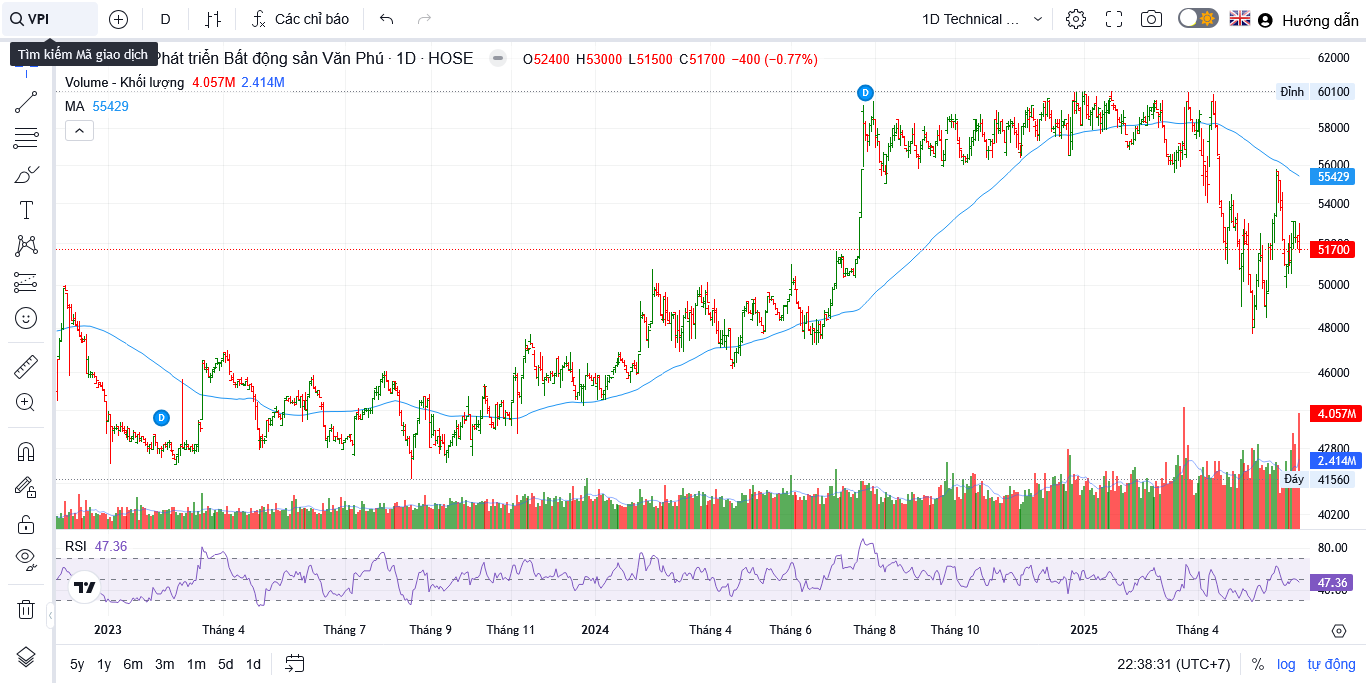 VPI
D
Các chỉ báo
1D Technical ...
Hướng dẫn
Tìm kiếm Mã giao dịch
Phát triển Bất động sản Văn Phú · 1D · HOSE
O52400 H53000 L51500 C51700 −400 (−0.77%)
Volume - Khối lượng 4.057M 2.414M
MA 55429
D
D
62000
Đỉnh 60100
58000
56000
55429
54000
51700
50000
48000
46000
4.057M
42800
2.414M
Đáy 41560
40200
RSI 47.36
80.00
47.36
2023
Tháng 4
Tháng 7
Tháng 9
Tháng 11
2024
Tháng 4
Tháng 6
Tháng 8
Tháng 10
2025
Tháng 4
5y 1y 6m 3m 1m 5d 1d
22:38:31 (UTC+7)
% log tự động